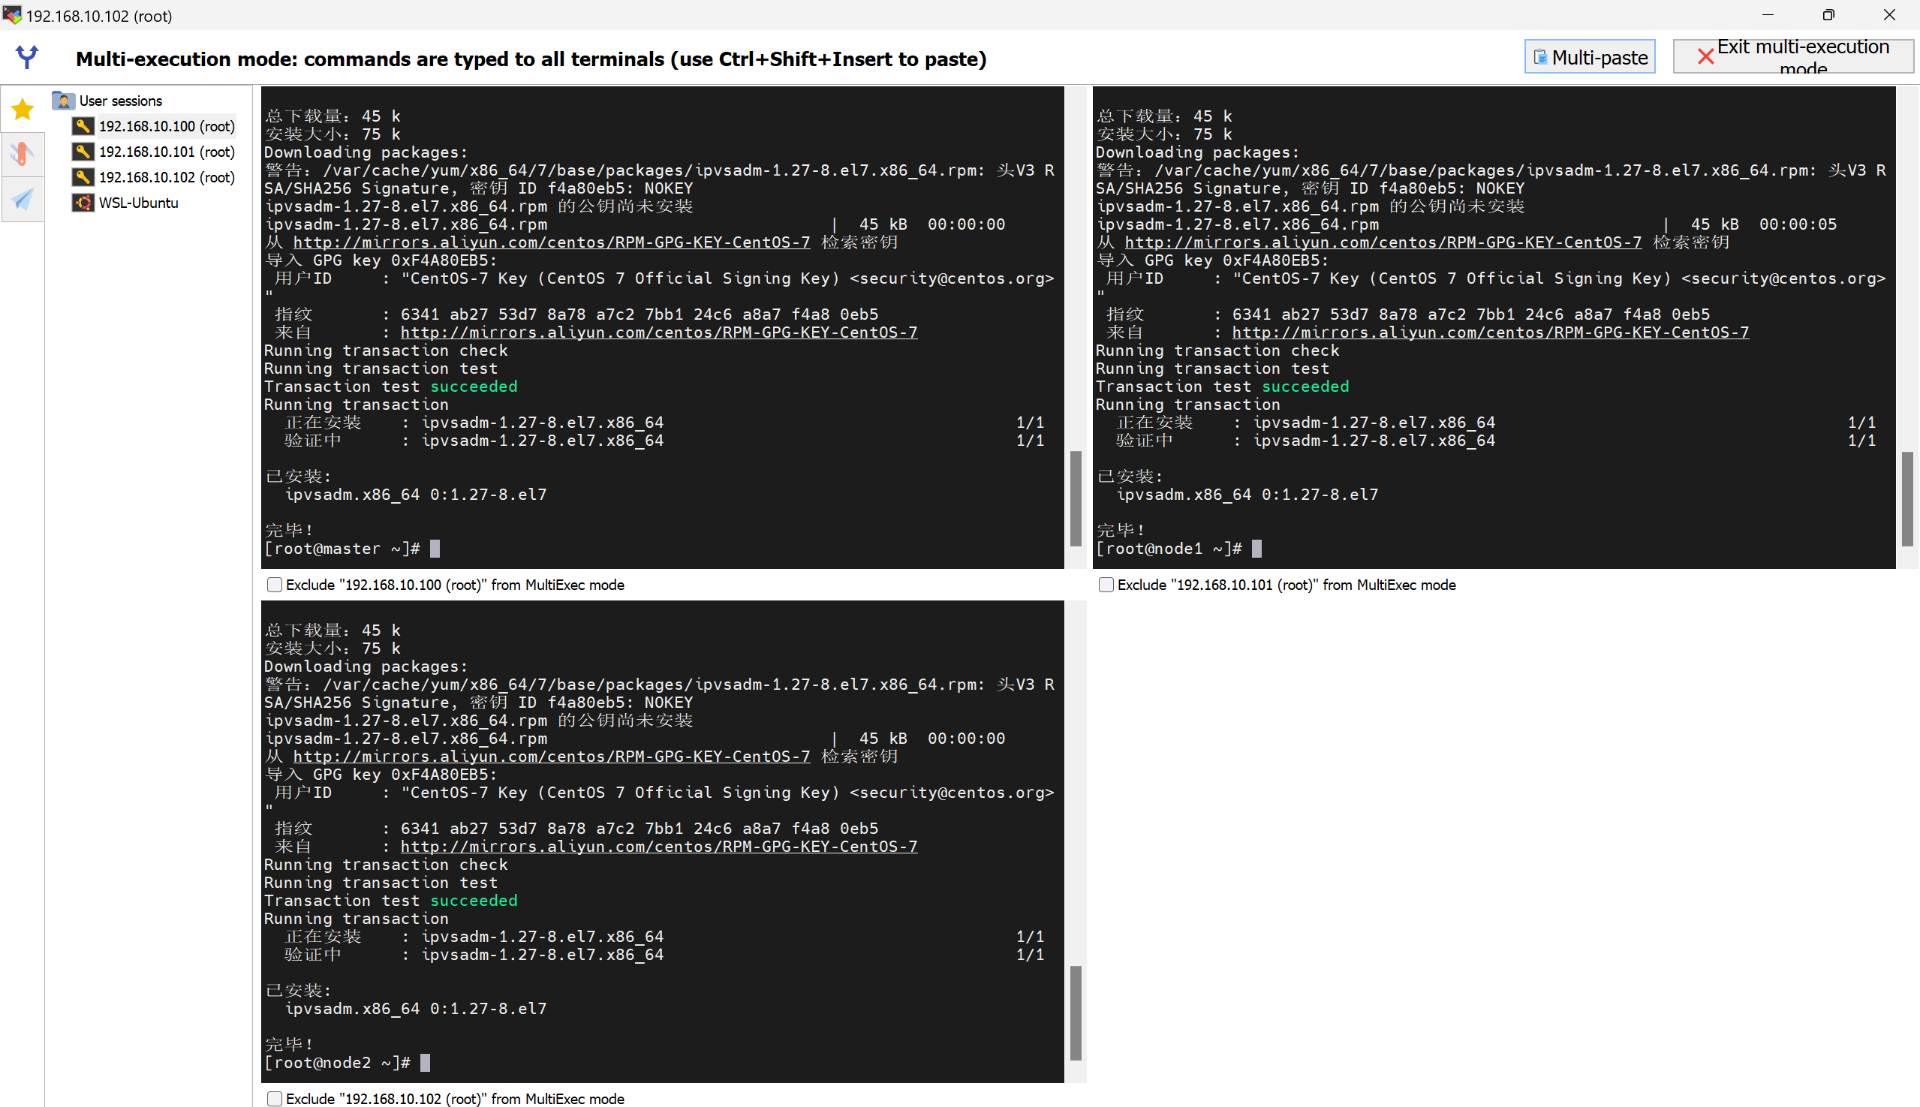 192.168.10.102 (root)
Multi-execution mode: commands are typed to all terminals (use Ctrl+Shift+Insert to paste)
Multi-paste
Exit multi-execution
mode
User sessions
192.168.10.100 (root)
192.168.10.101 (root)
192.168.10.102 (root)
WSL-Ubuntu
总下载量：45 k
安装大小：75 k
Downloading packages:
警告：/var/cache/yum/x86_64/7/base/packages/ipvsadm-1.27-8.el7.x86_64.rpm: 头V3 R
SA/SHA256 Signature, 密钥 ID f4a80eb5: NOKEY
ipvsadm-1.27-8.el7.x86_64.rpm 的公钥尚未安装
ipvsadm-1.27-8.el7.x86_64.rpm | 45 kB 00:00:00
从 http://mirrors.aliyun.com/centos/RPM-GPG-KEY-CentOS-7 检索密钥
导入 GPG key 0xF4A80EB5:
用户ID : "CentOS-7 Key (CentOS 7 Official Signing Key) <security@centos.org>
"
指纹 : 6341 ab27 53d7 8a78 a7c2 7bb1 24c6 a8a7 f4a8 0eb5
来自 : http://mirrors.aliyun.com/centos/RPM-GPG-KEY-CentOS-7
Running transaction check
Running transaction test
Transaction test succeeded
Running transaction
正在安装 : ipvsadm-1.27-8.el7.x86_64 1/1
验证中 : ipvsadm-1.27-8.el7.x86_64 1/1
已安装:
ipvsadm.x86_64 0:1.27-8.el7
完毕！
[root@master ~]#
Exclude "192.168.10.100 (root)" from MultiExec mode
总下载量：45 k
安装大小：75 k
Downloading packages:
警告：/var/cache/yum/x86_64/7/base/packages/ipvsadm-1.27-8.el7.x86_64.rpm: 头V3 R
SA/SHA256 Signature, 密钥 ID f4a80eb5: NOKEY
ipvsadm-1.27-8.el7.x86_64.rpm 的公钥尚未安装
ipvsadm-1.27-8.el7.x86_64.rpm | 45 kB 00:00:05
从 http://mirrors.aliyun.com/centos/RPM-GPG-KEY-CentOS-7 检索密钥
导入 GPG key 0xF4A80EB5:
用户ID : "CentOS-7 Key (CentOS 7 Official Signing Key) <security@centos.org>
"
指纹 : 6341 ab27 53d7 8a78 a7c2 7bb1 24c6 a8a7 f4a8 0eb5
来自 : http://mirrors.aliyun.com/centos/RPM-GPG-KEY-CentOS-7
Running transaction check
Running transaction test
Transaction test succeeded
Running transaction
正在安装 : ipvsadm-1.27-8.el7.x86_64 1/1
验证中 : ipvsadm-1.27-8.el7.x86_64 1/1
已安装:
ipvsadm.x86_64 0:1.27-8.el7
完毕！
[root@node1 ~]#
Exclude "192.168.10.101 (root)" from MultiExec mode
总下载量：45 k
安装大小：75 k
Downloading packages:
警告：/var/cache/yum/x86_64/7/base/packages/ipvsadm-1.27-8.el7.x86_64.rpm: 头V3 R
SA/SHA256 Signature, 密钥 ID f4a80eb5: NOKEY
ipvsadm-1.27-8.el7.x86_64.rpm 的公钥尚未安装
ipvsadm-1.27-8.el7.x86_64.rpm | 45 kB 00:00:00
从 http://mirrors.aliyun.com/centos/RPM-GPG-KEY-CentOS-7 检索密钥
导入 GPG key 0xF4A80EB5:
用户ID : "CentOS-7 Key (CentOS 7 Official Signing Key) <security@centos.org>
"
指纹 : 6341 ab27 53d7 8a78 a7c2 7bb1 24c6 a8a7 f4a8 0eb5
来自 : http://mirrors.aliyun.com/centos/RPM-GPG-KEY-CentOS-7
Running transaction check
Running transaction test
Transaction test succeeded
Running transaction
正在安装 : ipvsadm-1.27-8.el7.x86_64 1/1
验证中 : ipvsadm-1.27-8.el7.x86_64 1/1
已安装:
ipvsadm.x86_64 0:1.27-8.el7
完毕！
[root@node2 ~]#
Exclude "192.168.10.102 (root)" from MultiExec mode